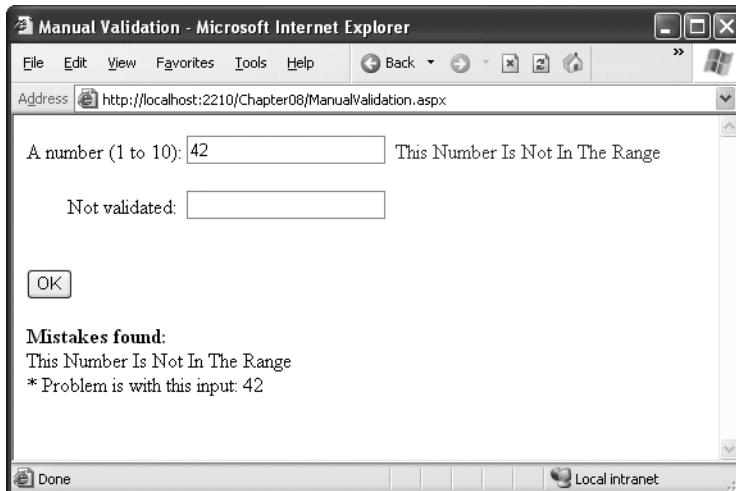 Manual Validation - Microsoft Internet Explorer
File Edit View Favorites Tools Help Back »
Address http://localhost:2210/Chapter08/ManualValidation.aspx
A number (1 to 10): 42 This Number Is Not In The Range
Not validated:
OK
Mistakes found:
This Number Is Not In The Range
* Problem is with this input: 42
Done Local intranet